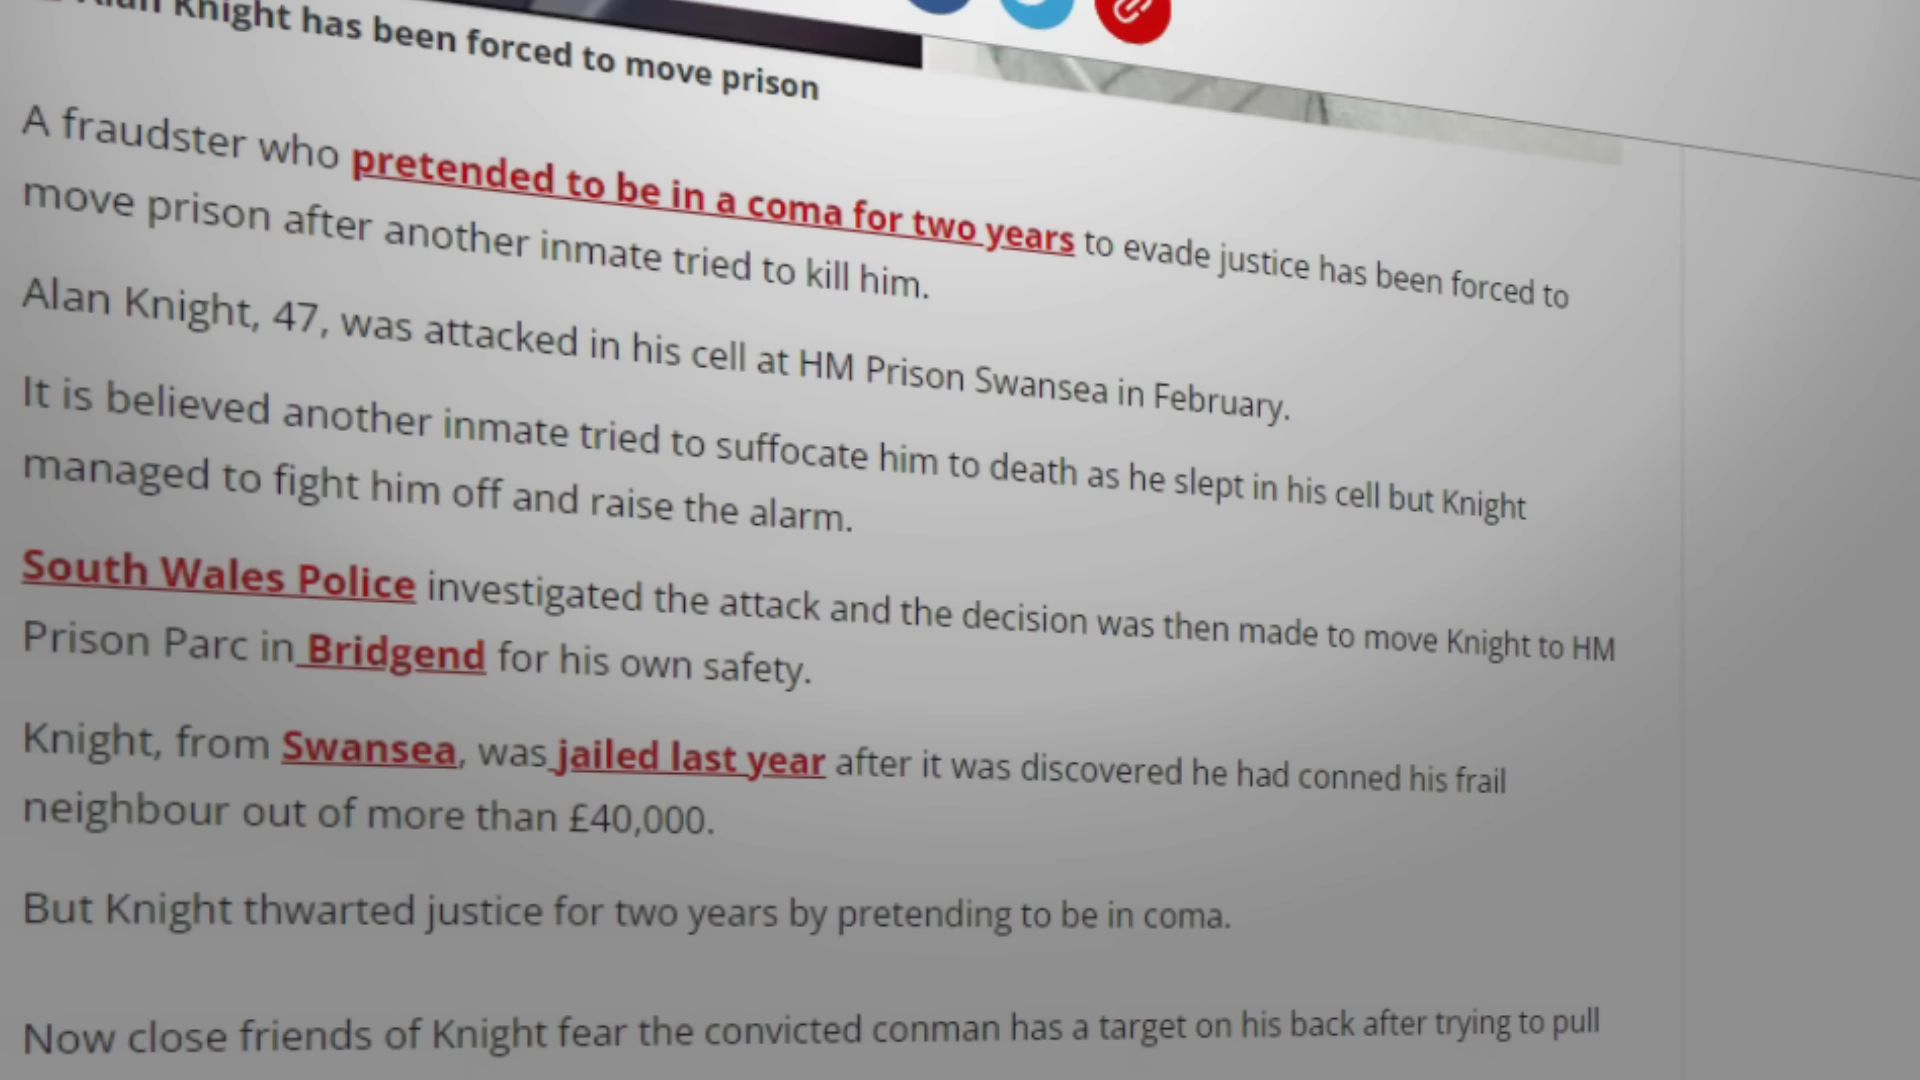 Alan Knight has been forced to move prison
A fraudster who pretended to be in a coma for two years to evade justice has been forced to
move prison after another inmate tried to kill him.
Alan Knight, 47, was attacked in his cell at HM Prison Swansea in February.
It is believed another inmate tried to suffocate him to death as he slept in his cell but Knight
managed to fight him off and raise the alarm.
South Wales Police investigated the attack and the decision was then made to move Knight to HM
Prison Parc in Bridgend for his own safety.
Knight, from Swansea, was jailed last year after it was discovered he had conned his frail
neighbour out of more than £40,000.
But Knight thwarted justice for two years by pretending to be in coma.
Now close friends of Knight fear the convicted conman has a target on his back after trying to pull